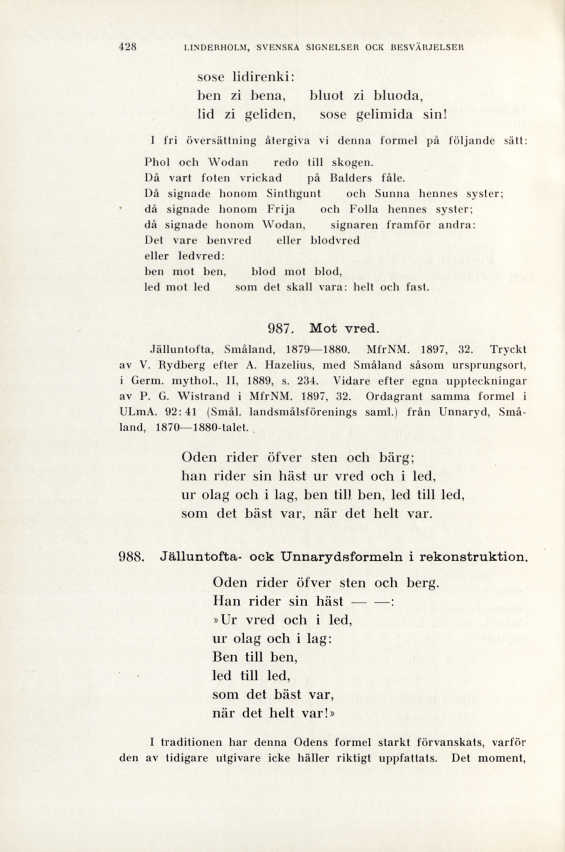 428 LINDERHOLM, SVENSKA SIGNELSER OCK BESVÄRJELSER
sose lidirenki:
ben zi bena, bluot zi bluoda,
lid zi geliden, sose gelimida sin!
I fri översättning återgiva vi denna formel på följande sätt:
Phol och Wodan redo till skogen.
Då vart foten vrickad på Balders fåle.
Då signade honom Sinthgunt och Sunna hennes syster;
då signade honom Frija och Folla hennes syster;
då signade honom Wodan, signaren framför andra:
Det vare benvred eller blodvred
eller ledvred:
ben mot ben, blod mot blod,
led mot led som det skall vara: helt och fast.
987. Mot vred.
Jälluntofta, Småland, 1879—1880. MfrNM. 1897, 32. Tryckt
av V. Rydberg efter A. Hazelius, med Småland såsom ursprungsort,
i Germ. mythol., II, 1889, s. 234. Vidare efter egna uppteckningar
av P. G. Wistrand i MfrNM. 1897, 32. Ordagrant samma formel i
ULmA. 92: 41 (Smål. landsmålsförenings saml.) från Unnaryd, Små-
land, 1870—1880-talet.
Oden rider öfver sten och bärg;
han rider sin häst ur vred och i led,
ur olag och i lag, ben till ben, led till led,
som det bäst var, när det helt var.
988. Jälluntofta- ock Unnarydsformeln i rekonstruktion.
Oden rider öfver sten och berg.
Han rider sin häst — —:
»Ur vred och i led,
ur olag och i lag:
Ben till ben,
led till led,
som det bäst var,
när det helt var!»
I traditionen har denna Odens formel starkt förvanskats, varför
den av tidigare utgivare icke häller riktigt uppfattats. Det moment,